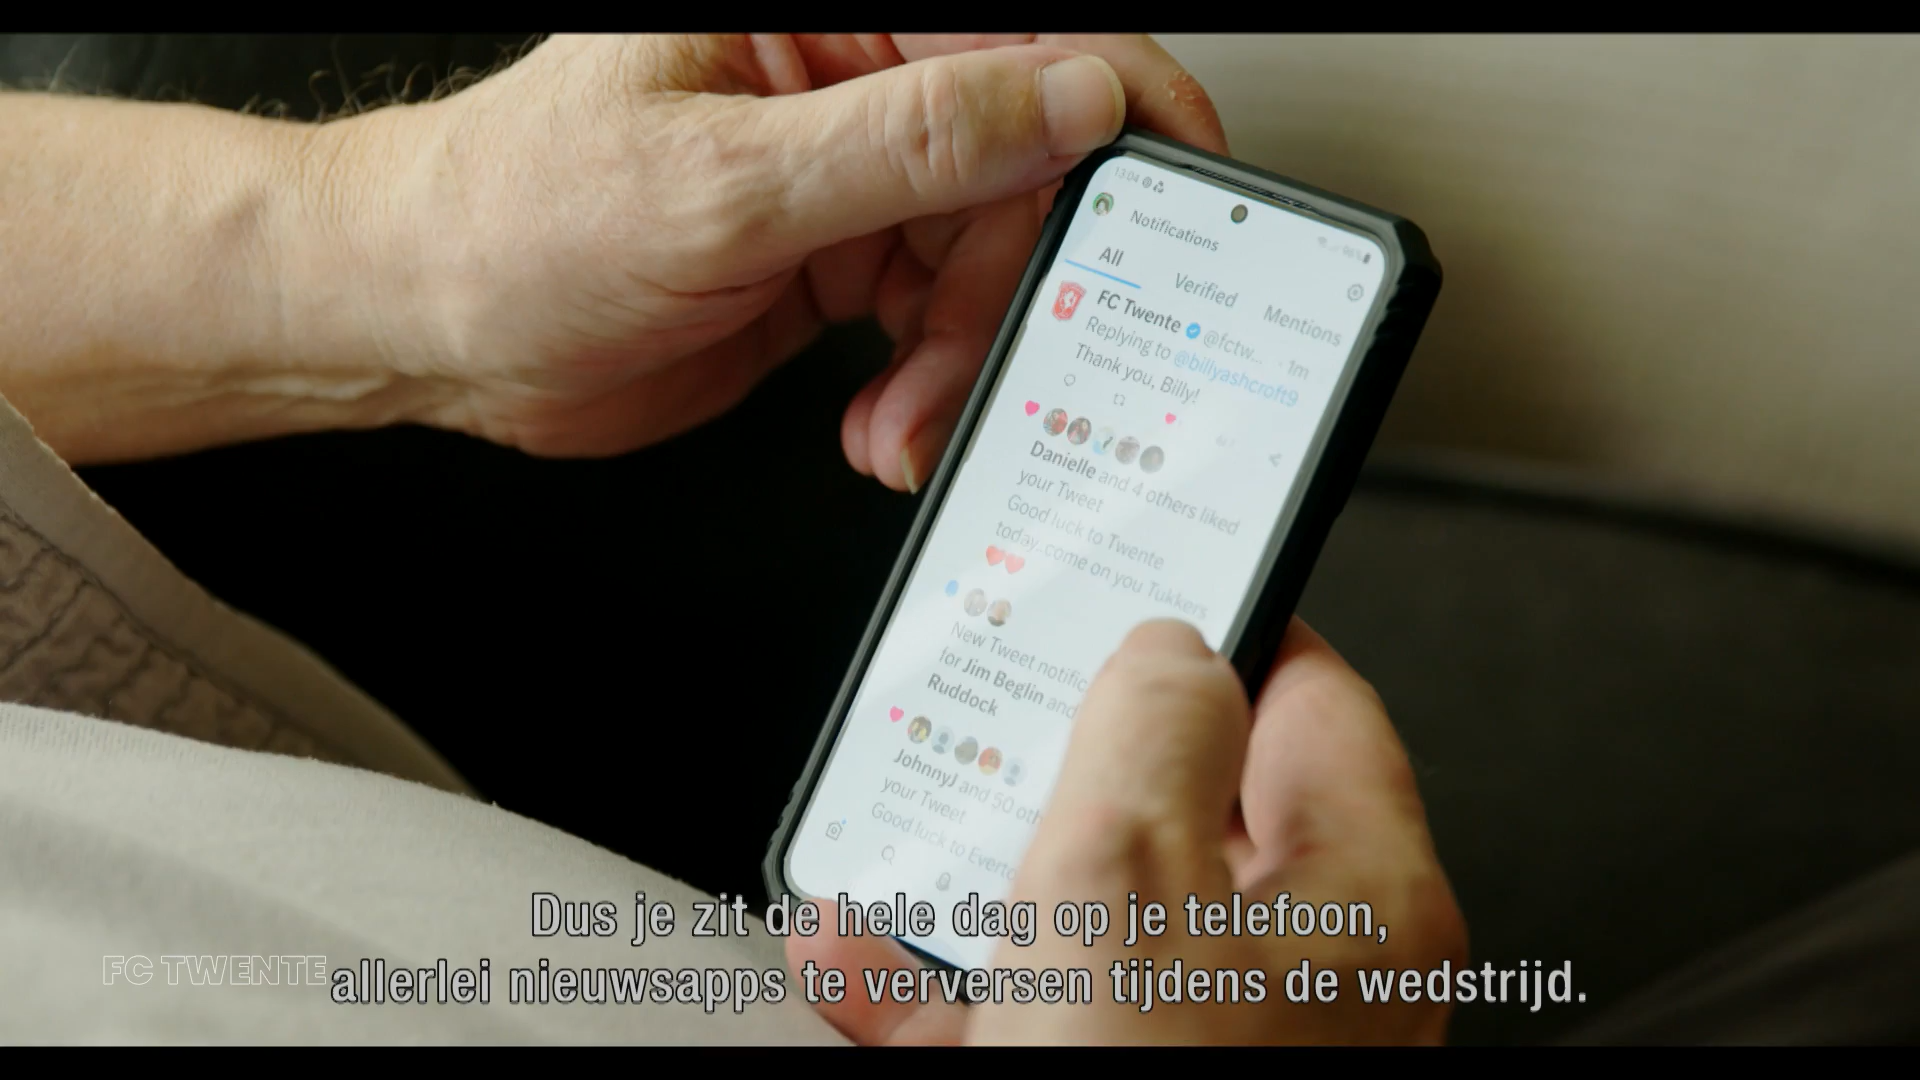 13:04
96%
Notifications
All
Verified
Mentions
FC Twente @fctw... · 1m
Replying to @billyashcroft9
Thank you, Billy!
Danielle and 4 others liked
your Tweet
Good luck to Twente
today..come on you Tukkers
New Tweet notific
for Jim Beglin and
Ruddock
JohnnyJ and 50 oth
your Tweet
Good luck to Everto
Dus je zit de hele dag op je telefoon,
allerlei nieuwsapps te verversen tijdens de wedstrijd.
FC TWENTE